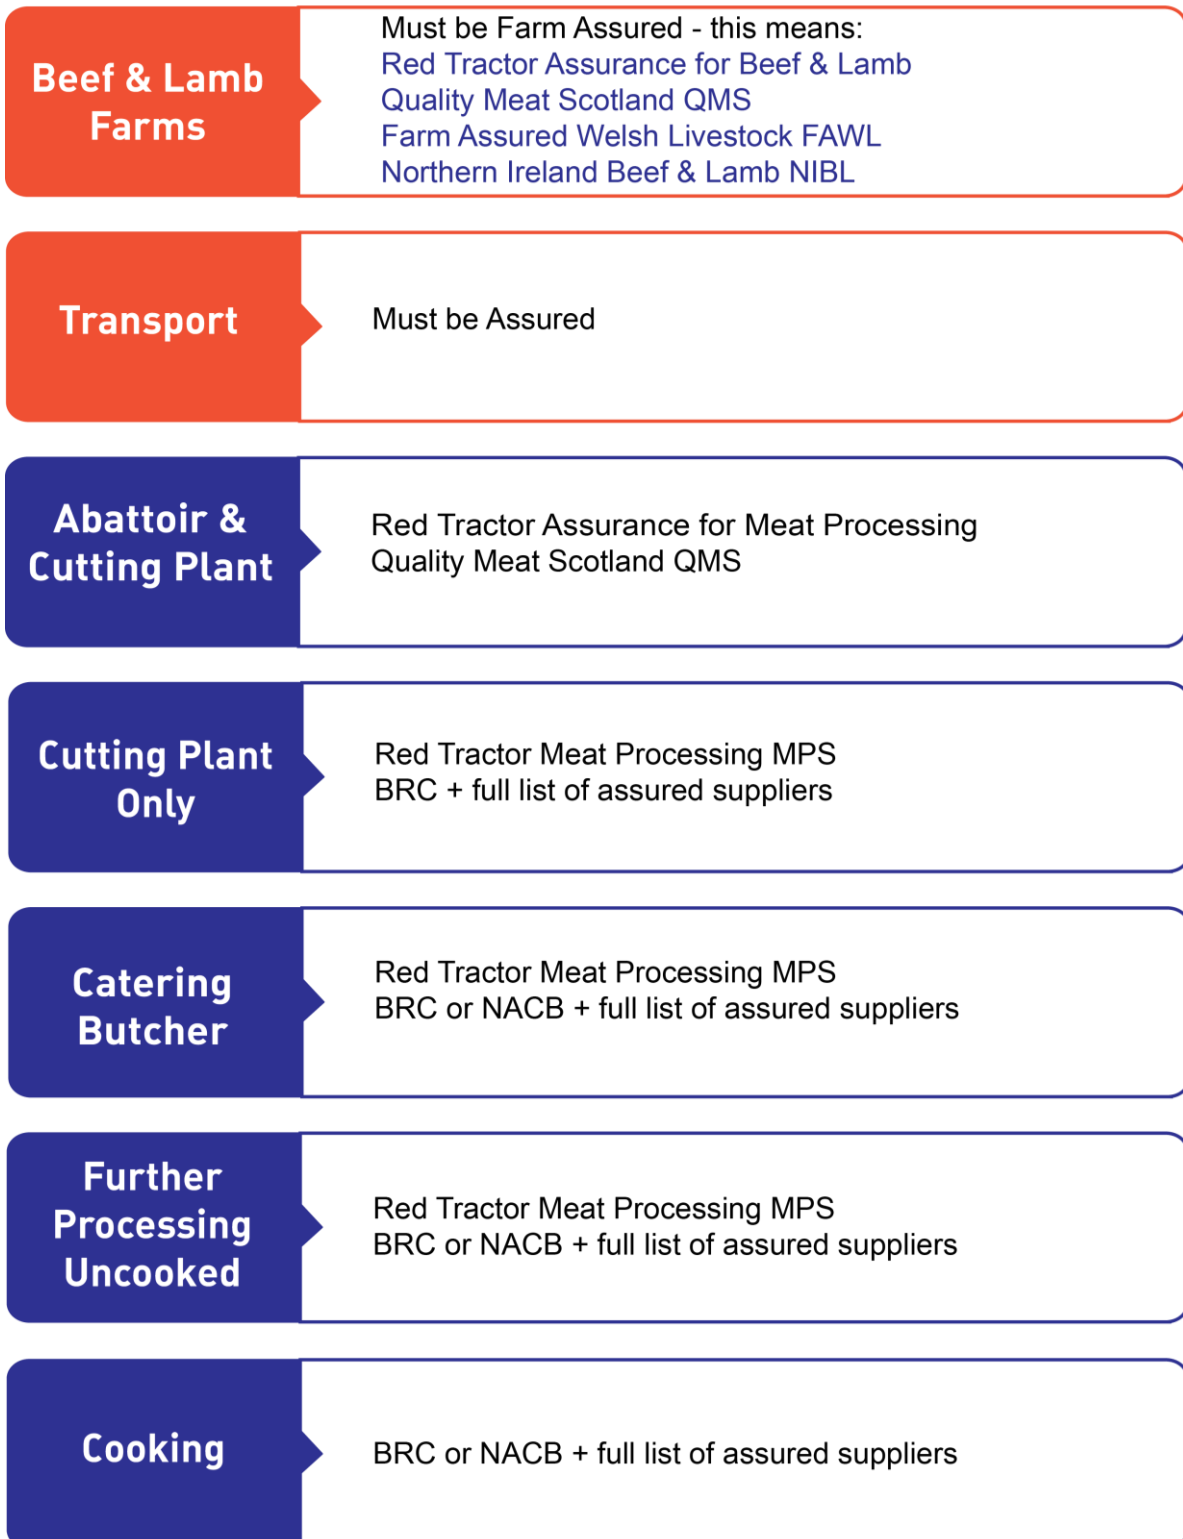 Beef & Lamb
Farms
Must be Farm Assured - this means:
Red Tractor Assurance for Beef & Lamb
Quality Meat Scotland QMS
Farm Assured Welsh Livestock FAWL
Northern Ireland Beef & Lamb NIBL
Transport
Must be Assured
Abattoir &
Cutting Plant
Red Tractor Assurance for Meat Processing
Quality Meat Scotland QMS
Cutting Plant
Only
Red Tractor Meat Processing MPS
BRC + full list of assured suppliers
Catering
Butcher
Red Tractor Meat Processing MPS
BRC or NACB + full list of assured suppliers
Further
Processing
Uncooked
Red Tractor Meat Processing MPS
BRC or NACB + full list of assured suppliers
Cooking
BRC or NACB + full list of assured suppliers